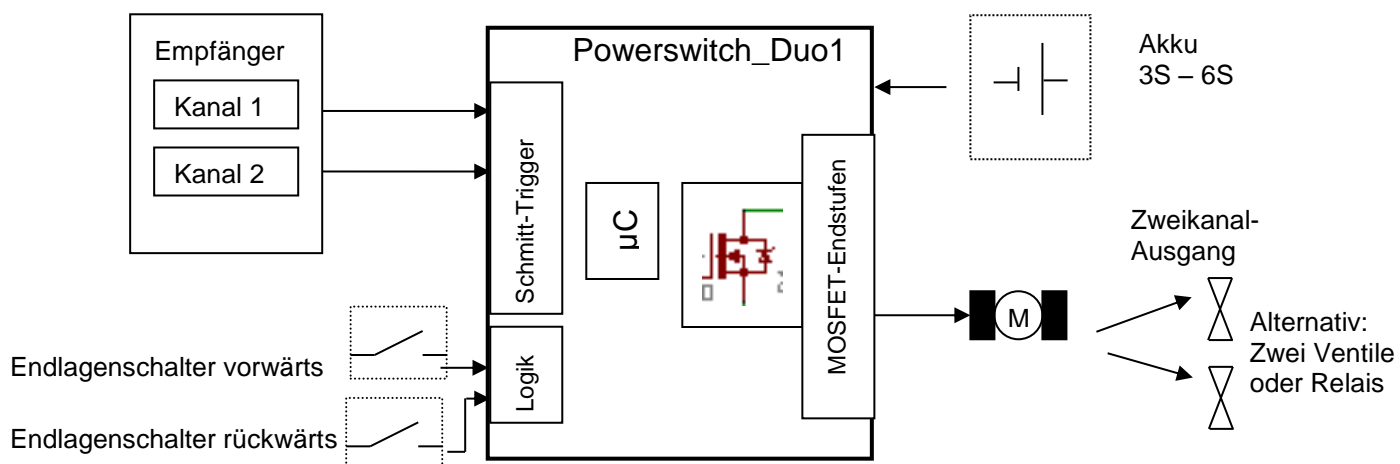 Empfänger
Kanal 1
Kanal 2
Endlagenschalter vorwärts
Endlagenschalter rückwärts
Powerswitch_Duo1
Schmitt-Trigger
Logik
µC
MOSFET-Endstufen
Akku
3S – 6S
M
Zweikanal-
Ausgang
Alternativ:
Zwei Ventile
oder Relais